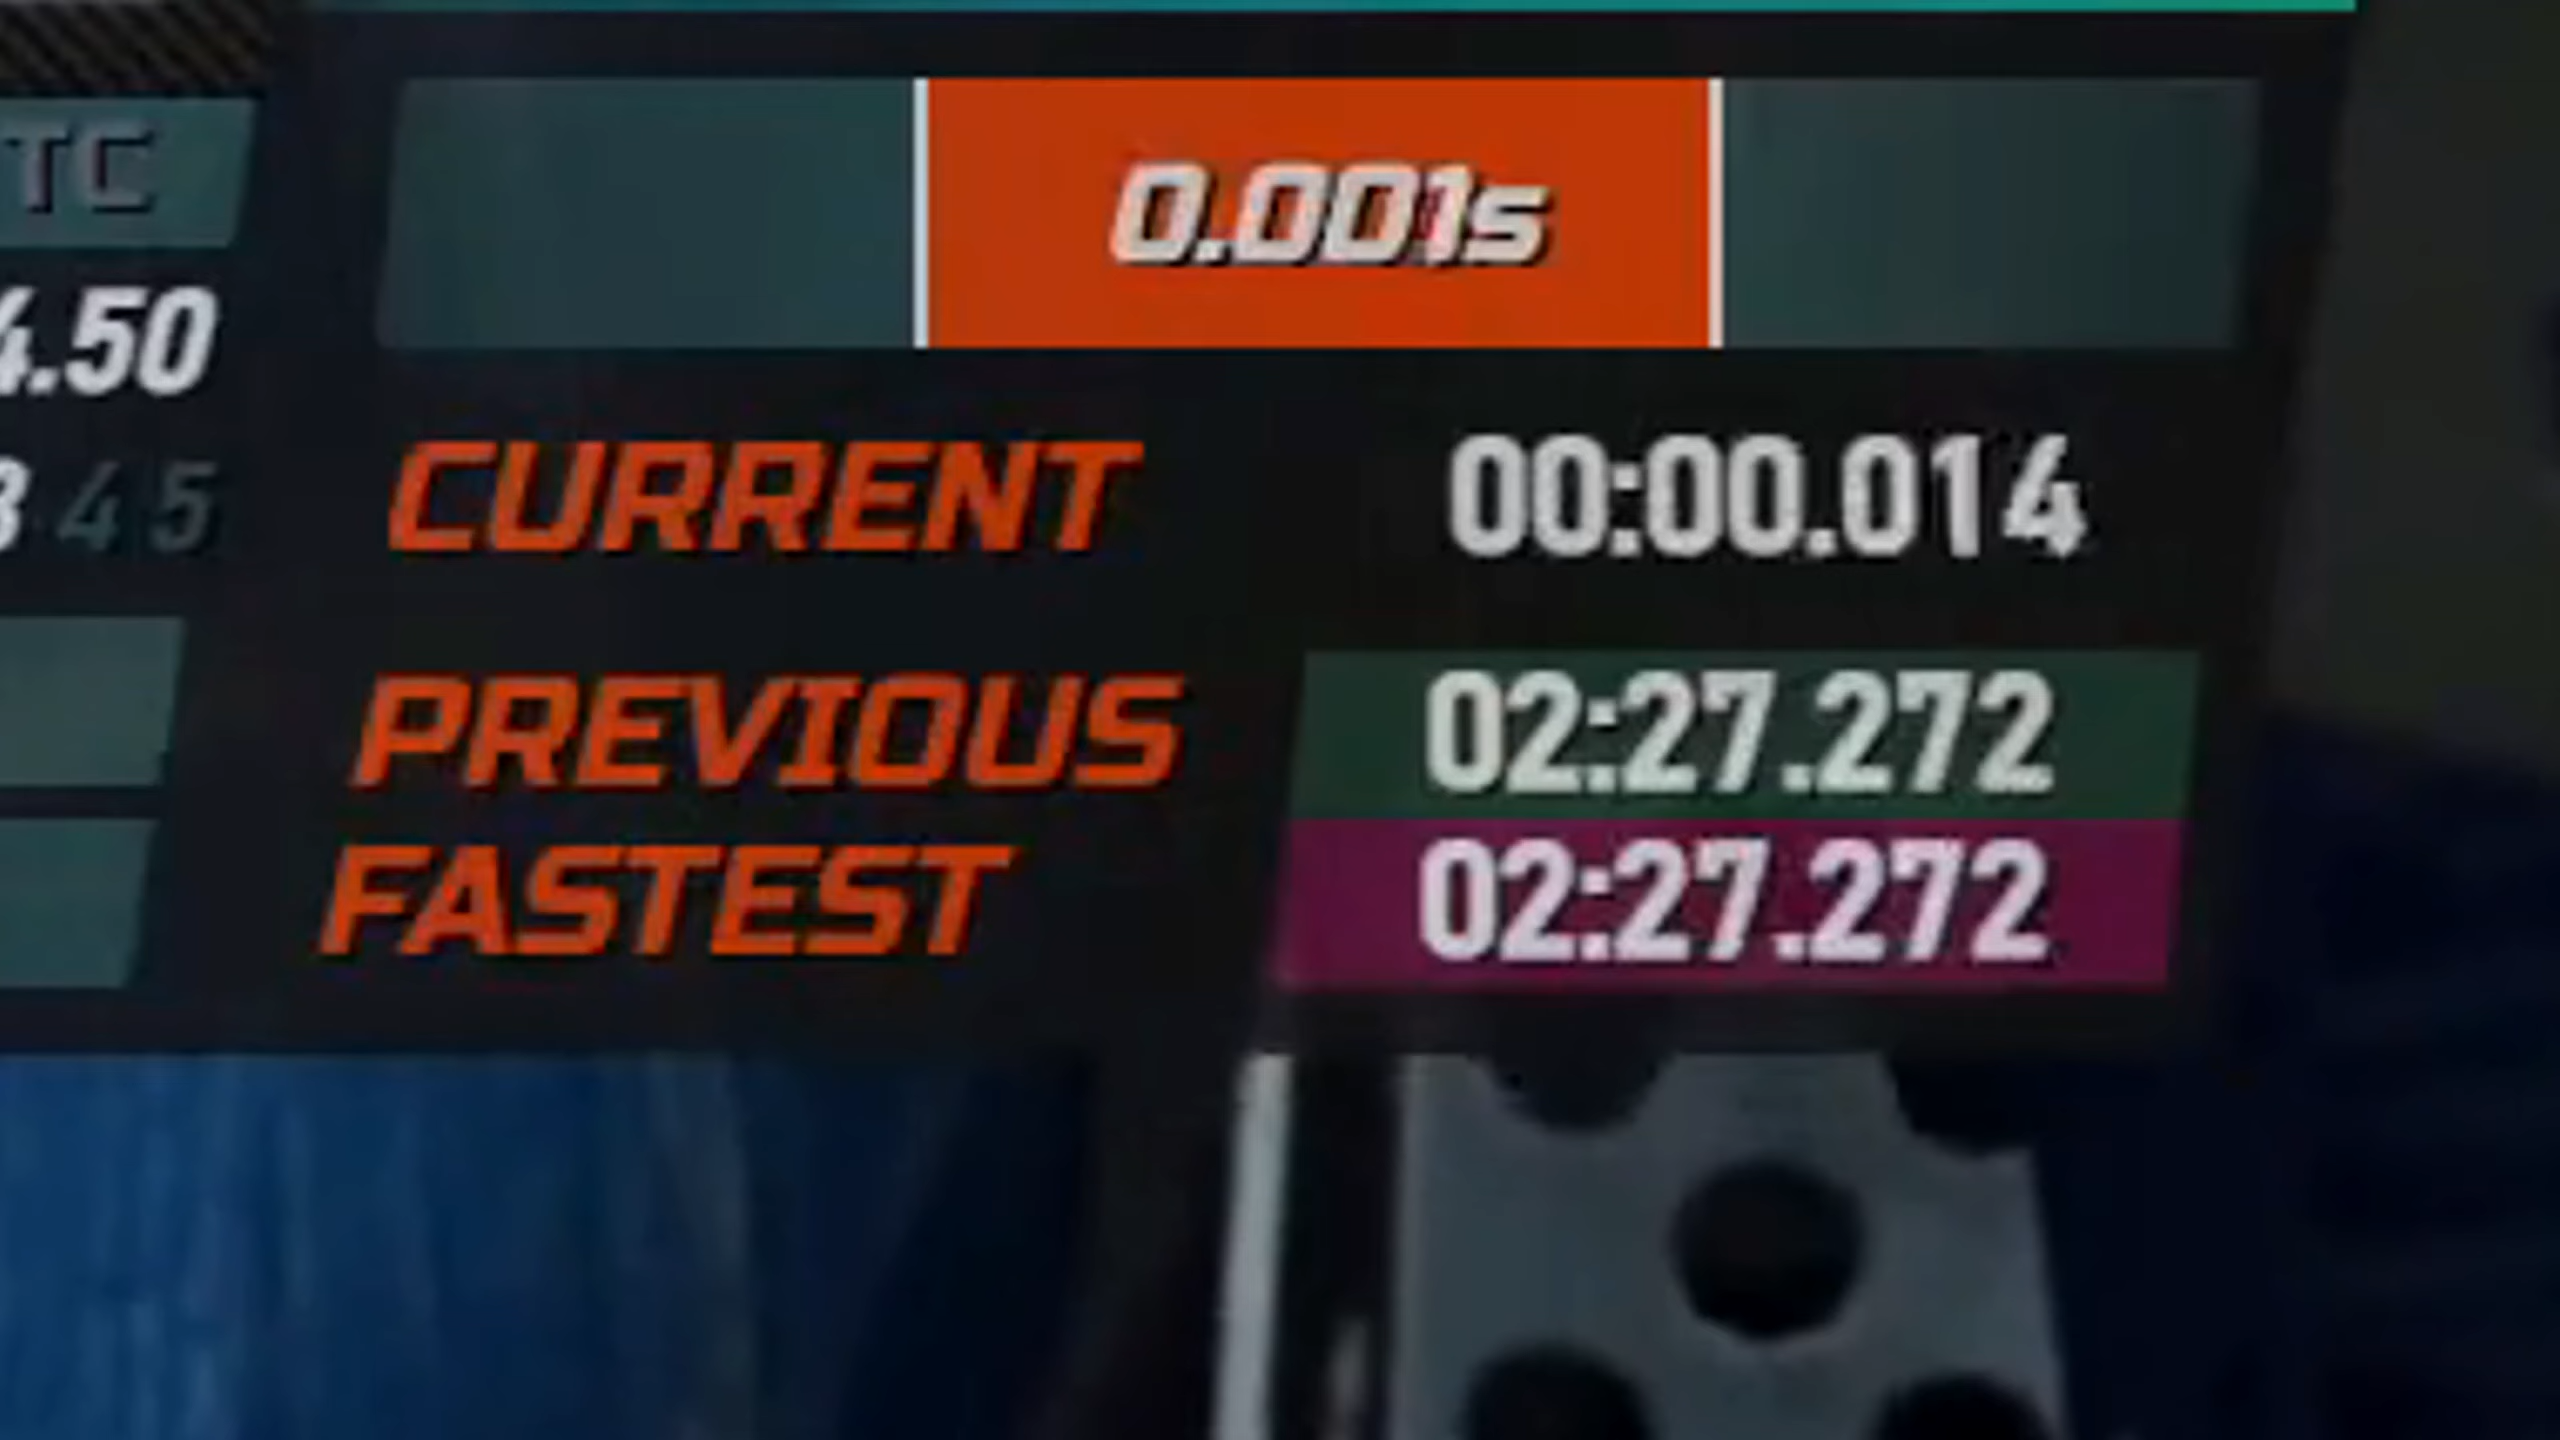 TC
0.001s
4.50
CURRENT 00:00.014
3 4 5
PREVIOUS 02:27.272
FASTEST 02:27.272